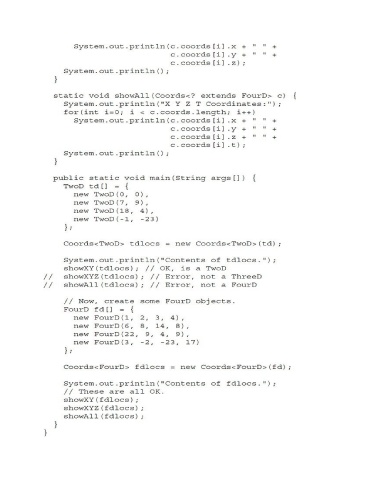 System.out.println(c.coords[i].x + " " +
c.coords[i].y + " " +
c.coords[i].z);
System.out.println();
}
static void showAll(Coords<? extends FourD> c) {
System.out.println("X Y Z T Coordinates:");
for(int i=0; i < c.coords.length; i++)
System.out.println(c.coords[i].x + " " +
c.coords[i].y + " " +
c.coords[i].z + " " +
c.coords[i].t);
System.out.println();
}
public static void main(String args[]) {
TwoD td[] = {
new TwoD(0, 0),
new TwoD(7, 9),
new TwoD(18, 4),
new TwoD(-1, -23)
};
Coords<TwoD> tdlocs = new Coords<TwoD>(td);
System.out.println("Contents of tdlocs.");
showXY(tdlocs); // OK, is a TwoD
// showXYZ(tdlocs); // Error, not a ThreeD
// showAll(tdlocs); // Error, not a FourD
// Now, create some FourD objects.
FourD fd[] = {
new FourD(1, 2, 3, 4),
new FourD(6, 8, 14, 8),
new FourD(22, 9, 4, 9),
new FourD(3, -2, -23, 17)
};
Coords<FourD> fdlocs = new Coords<FourD>(fd);
System.out.println("Contents of fdlocs.");
// These are all OK.
showXY(fdlocs);
showXYZ(fdlocs);
showAll(fdlocs);
}
}